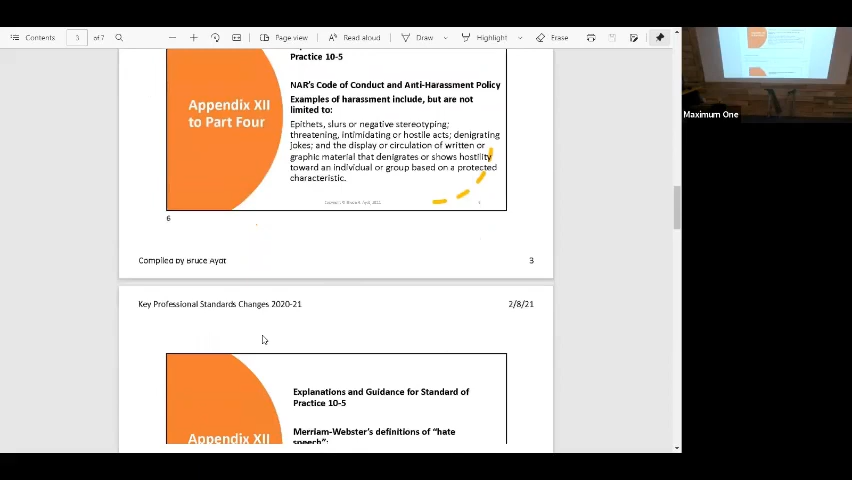 Contents
3
of 7
Page view
Read aloud
Draw
Highlight
Erase
Practice 10-5
NAR's Code of Conduct and Anti-Harassment Policy
Examples of harassment include, but are not
limited to:
Appendix XII
to Part Four
Epithets, slurs or negative stereotyping;
threatening, intimidating or hostile acts; denigrating
jokes; and the display or circulation of written or
graphic material that denigrates or shows hostility
toward an individual or group based on a protected
characteristic.
6
Compiled by Bruce Aydt
3
Key Professional Standards Changes 2020-21
2/8/21
Explanations and Guidance for Standard of
Practice 10-5
Appendix XII
Merriam-Webster's definitions of "hate
speech":
Maximum One